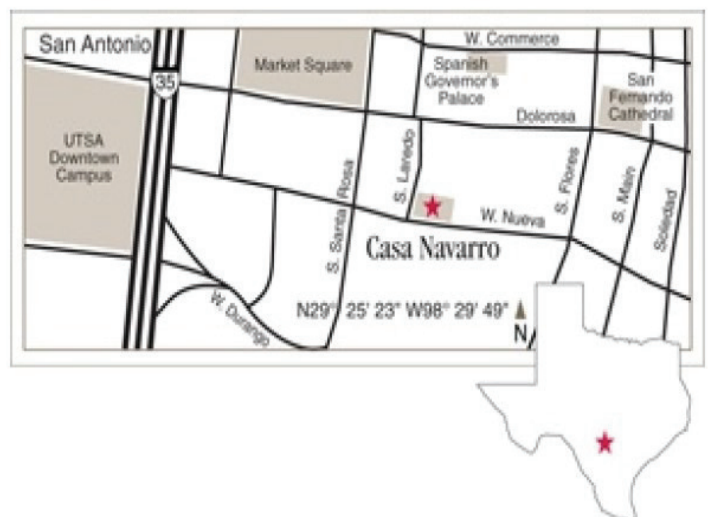 San Antonio
35
Market Square
W. Commerce
Spanish
Governor's
Palace
San
Fernando
Cathedral
Dolorosa
UTSA
Downtown
Campus
S. Laredo
S. Santa Rosa
S. Flores
S. Main
Soledad
W. Nueva
Casa Navarro
W. Durango
N29° 25' 23" W98° 29' 49"
N